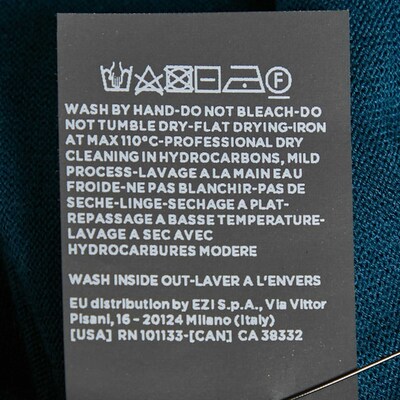 F
WASH BY HAND-DO NOT BLEACH-DO
NOT TUMBLE DRY-FLAT DRYING-IRON
AT MAX 110°C-PROFESSIONAL DRY
CLEANING IN HYDROCARBONS, MILD
PROCESS-LAVAGE A LA MAIN EAU
FROIDE-NE PAS BLANCHIR-PAS DE
SECHE-LINGE-SECHAGE A PLAT-
REPASSAGE A BASSE TEMPERATURE-
LAVAGE A SEC AVEC
HYDROCARBURES MODERE
WASH INSIDE OUT-LAVER A L'ENVERS
EU distribution by EZI S.p.A., Via Vittor
Pisani, 16 - 20124 Milano (Italy)
[USA] RN 101133-[CAN] CA 38332